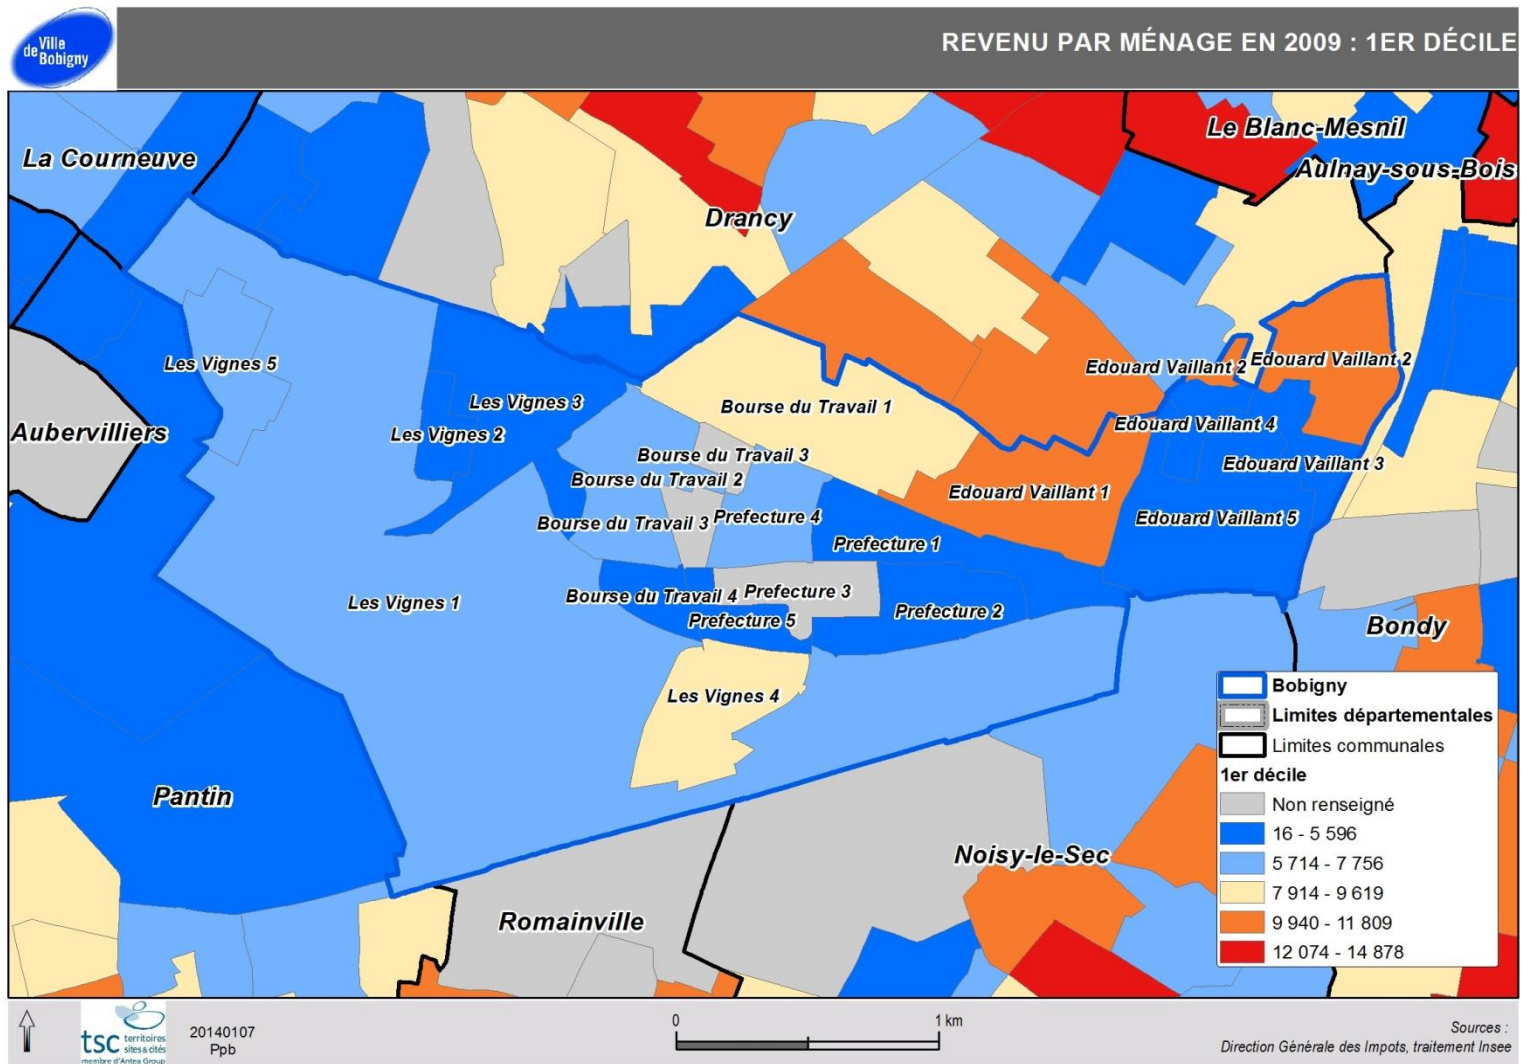 Ville
de Bobigny
REVENU PAR MÉNAGE EN 2009 : 1ER DÉCILE
La Courneuve
Le Blanc-Mesnil
Aulnay-sous-Bois
Drancy
Les Vignes 5
Edouard Vaillant 2
Edouard Vaillant 2
Les Vignes 3
Bourse du Travail 1
Aubervilliers
Les Vignes 2
Edouard Vaillant 4
Bourse du Travail 3
Edouard Vaillant 3
Bourse du Travail 2
Edouard Vaillant 1
Bourse du Travail 3
Prefecture 4
Edouard Vaillant 5
Prefecture 1
Les Vignes 1
Bourse du Travail 4
Prefecture 3
Prefecture 2
Prefecture 5
Bondy
Les Vignes 4
Pantin
Noisy-le-Sec
Romainville
Bobigny
Limites départementales
Limites communales
1er décile
Non renseigné
16 - 5 596
5 714 - 7 756
7 914 - 9 619
9 940 - 11 809
12 074 - 14 878
tsc territoires
sites & cités
membre d'Antea Group
20140107
Ppb
0 1 km
Sources :
Direction Générale des Impots, traitement Insee